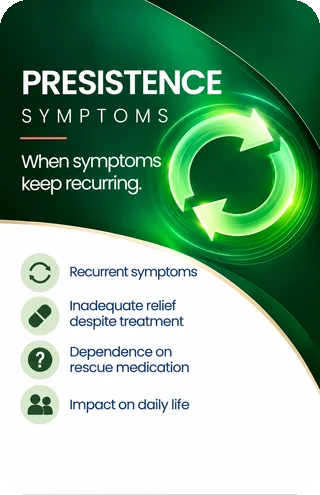 PRESISTENCE
SYMPTOMS
When symptoms
keep recurring.
Recurrent symptoms
Inadequate relief
despite treatment
?
Dependence on
rescue medication
Impact on daily life